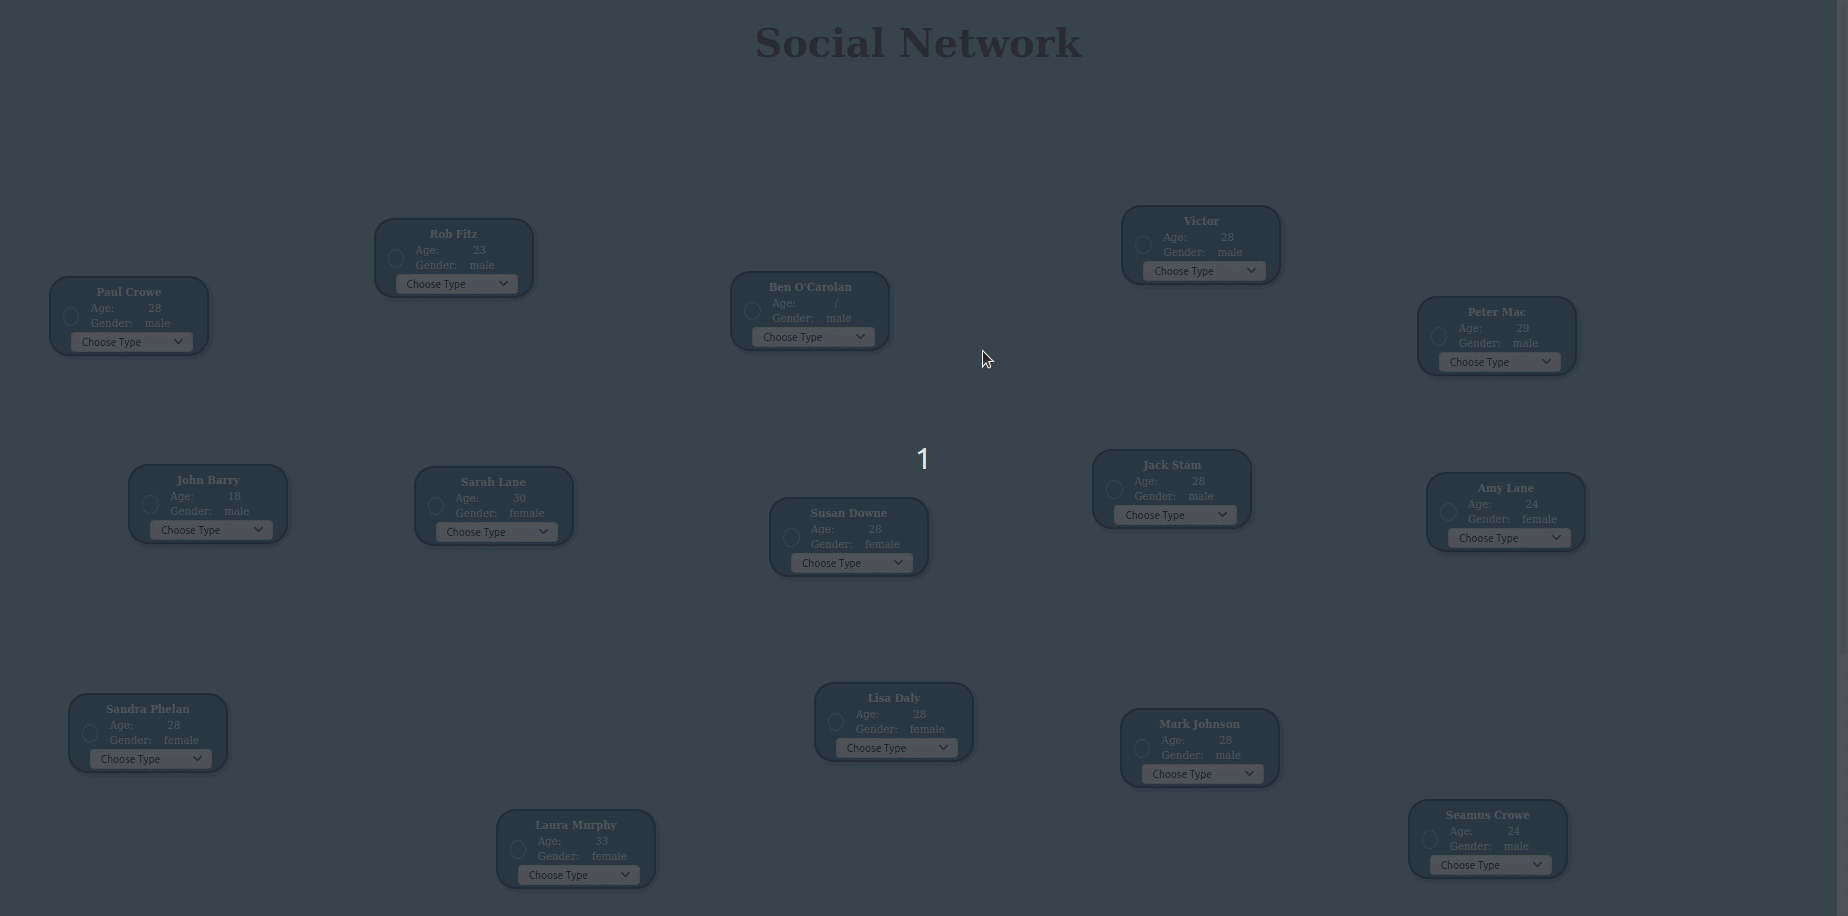 Social Network
Victor
Age: 28
Gender: male
Choose Type
Rob Fitz
Age: 23
Gender: male
Choose Type
Ben O'Carolan
Age: /
Gender: male
Choose Type
Paul Crowe
Age: 28
Gender: male
Choose Type
Peter Mac
Age: 29
Gender: male
Choose Type
1
Jack Stam
Age: 28
Gender: male
Choose Type
John Barry
Age: 18
Gender: male
Choose Type
Sarah Lane
Age: 30
Gender: female
Choose Type
Amy Lane
Age: 24
Gender: female
Choose Type
Susan Downe
Age: 28
Gender: female
Choose Type
Lisa Daly
Age: 28
Gender: female
Choose Type
Sandra Phelan
Age: 28
Gender: female
Choose Type
Mark Johnson
Age: 28
Gender: male
Choose Type
Seamus Crowe
Age: 24
Gender: male
Choose Type
Laura Murphy
Age: 33
Gender: female
Choose Type